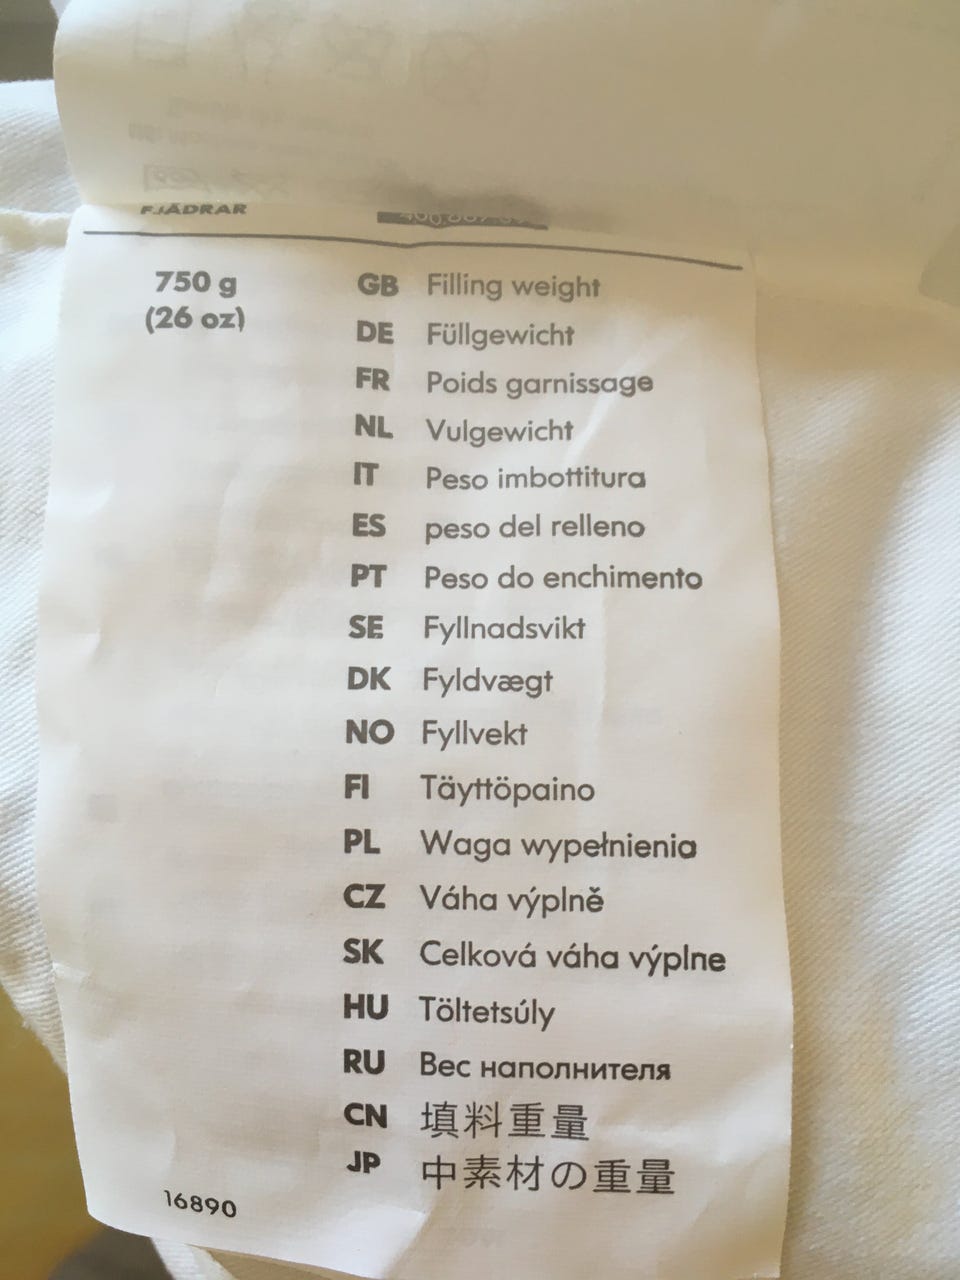 FJÄDRAR
750 g
(26 oz)
GB Filling weight
DE Füllgewicht
FR Poids garnissage
NL Vulgewicht
IT Peso imbottitura
ES peso del relleno
PT Peso do enchimento
SE Fyllnadsvikt
DK Fyldvægt
NO Fyllvekt
FI Täyttöpaino
PL Waga wypełnienia
CZ Váha výplně
SK Celková váha výplne
HU Töltetsúly
RU Вес наполнителя
CN 填料重量
JP 中素材の重量
16890